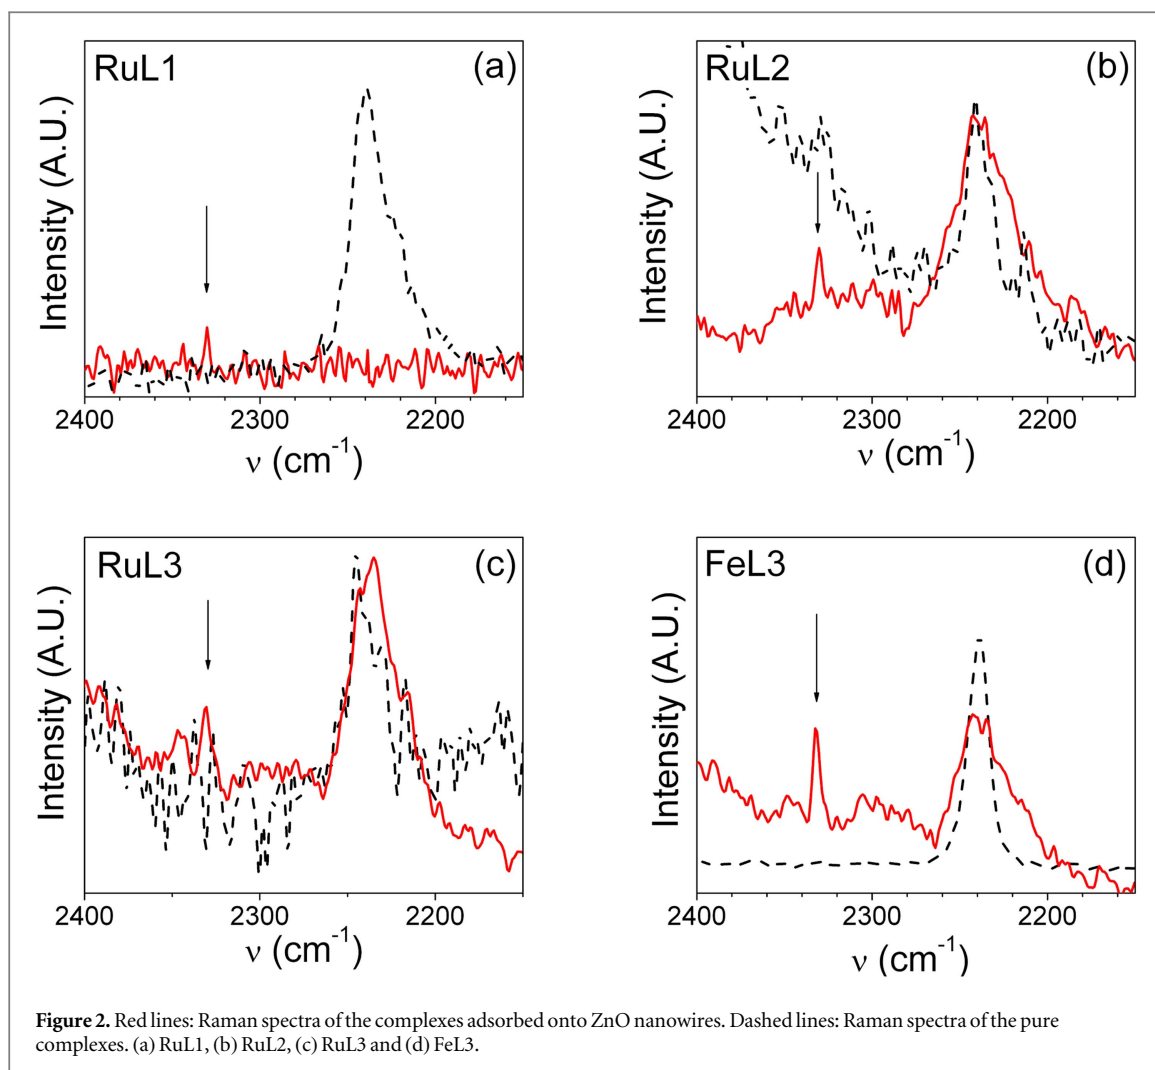 RuL1 (a)
Intensity (A.U.)
2400 2300 2200
ν (cm-1)
RuL2 (b)
Intensity (A.U.)
2400 2300 2200
ν (cm-1)
RuL3 (c)
Intensity (A.U.)
2400 2300 2200
ν (cm-1)
FeL3 (d)
Intensity (A.U.)
2400 2300 2200
ν (cm-1)
Figure 2. Red lines: Raman spectra of the complexes adsorbed onto ZnO nanowires. Dashed lines: Raman spectra of the pure
complexes. (a) RuL1, (b) RuL2, (c) RuL3 and (d) FeL3.